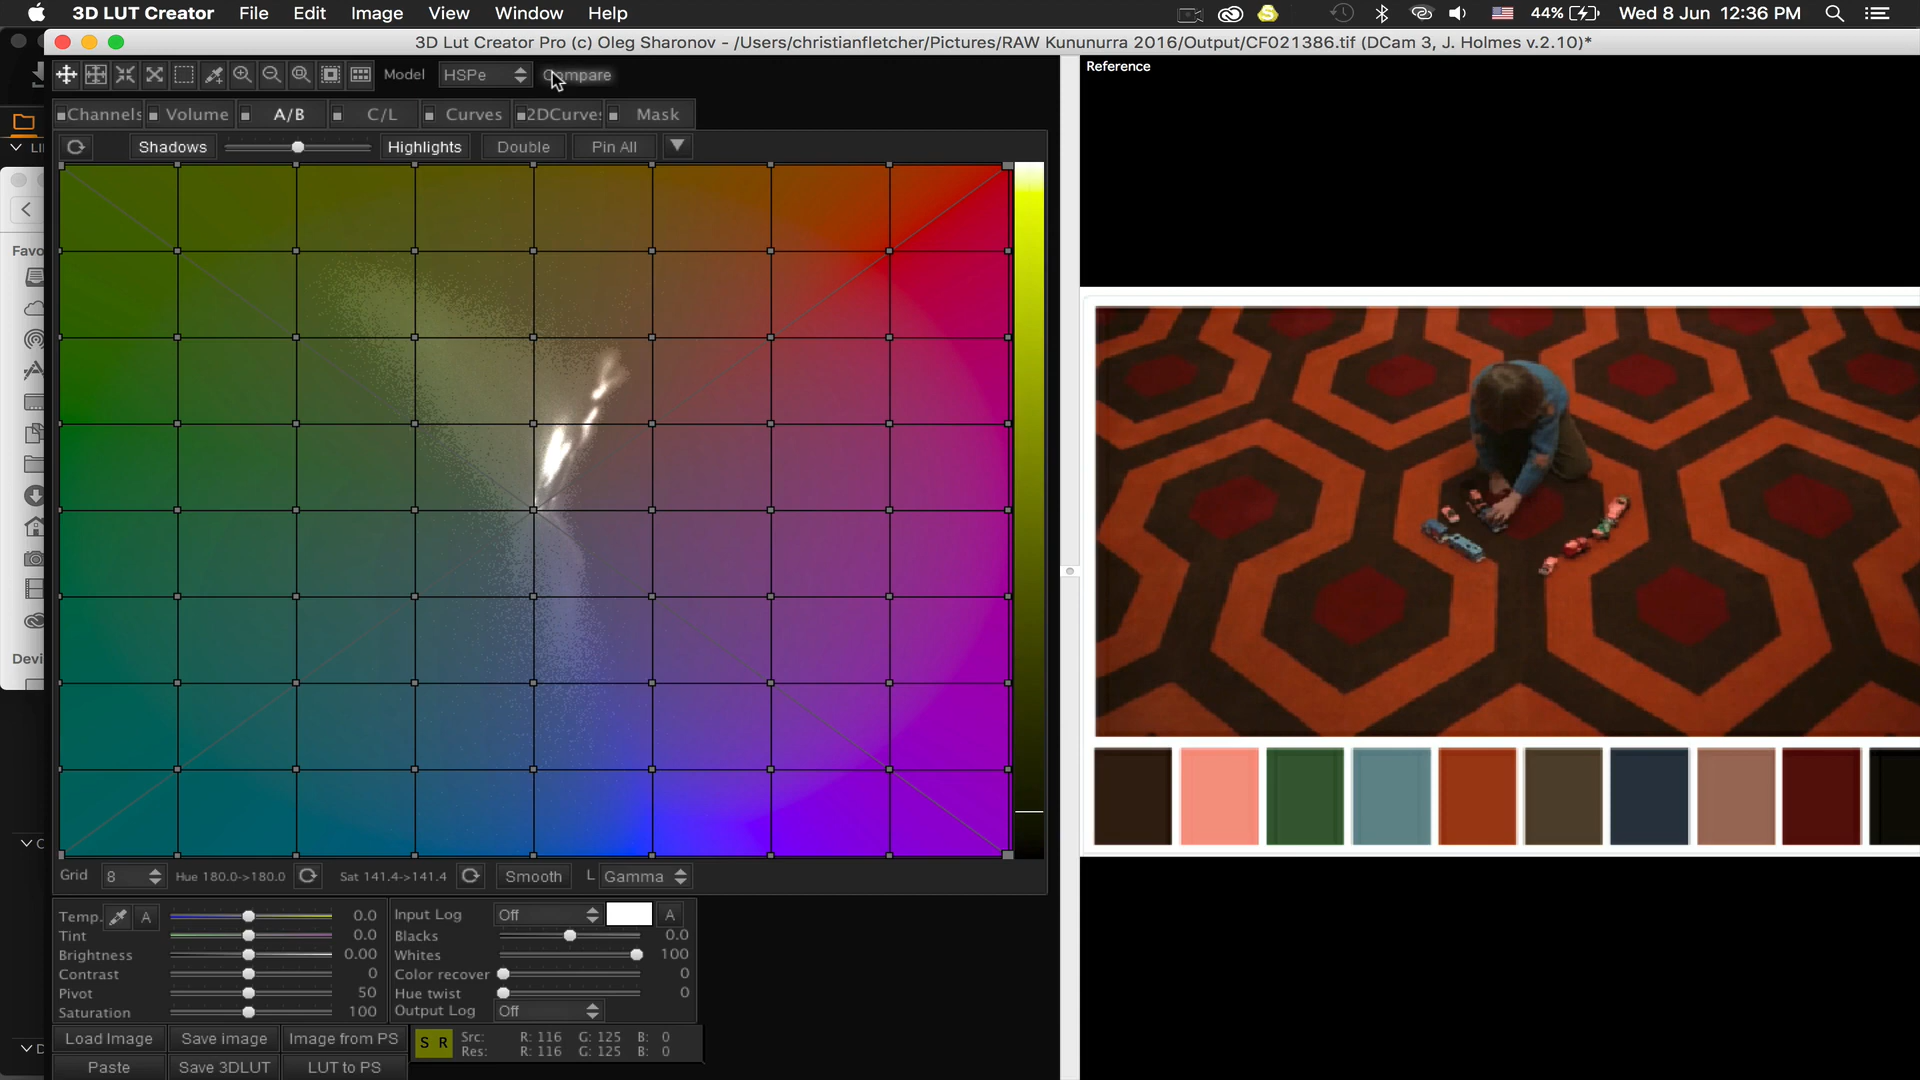 3D LUT Creator File Edit Image View Window Help 44% Wed 8 Jun 12:36 PM
3D Lut Creator Pro (c) Oleg Sharonov - /Users/christianfletcher/Pictures/RAW Kununurra 2016/Output/CF021386.tif (DCam 3, J. Holmes v.2.10)*
Model HSPe Compare
Reference
Channels Volume A/B C/L Curves 2DCurves Mask
Shadows Highlights Double Pin All
LI
Favo
Devi
Grid 8 Hue 180.0->180.0 Sat 141.4->141.4 Smooth L Gamma
Temp. A 0.0 Input Log Off A
Tint 0.0 Blacks 0.0
Brightness 0.00 Whites 100
Contrast 0 Color recover 0
Pivot 50 Hue twist 0
Saturation 100 Output Log Off
Load Image Save image Image from PS S R Src: R: 116 G: 125 B: 0
Res: R: 116 G: 125 B: 0
Paste Save 3DLUT LUT to PS